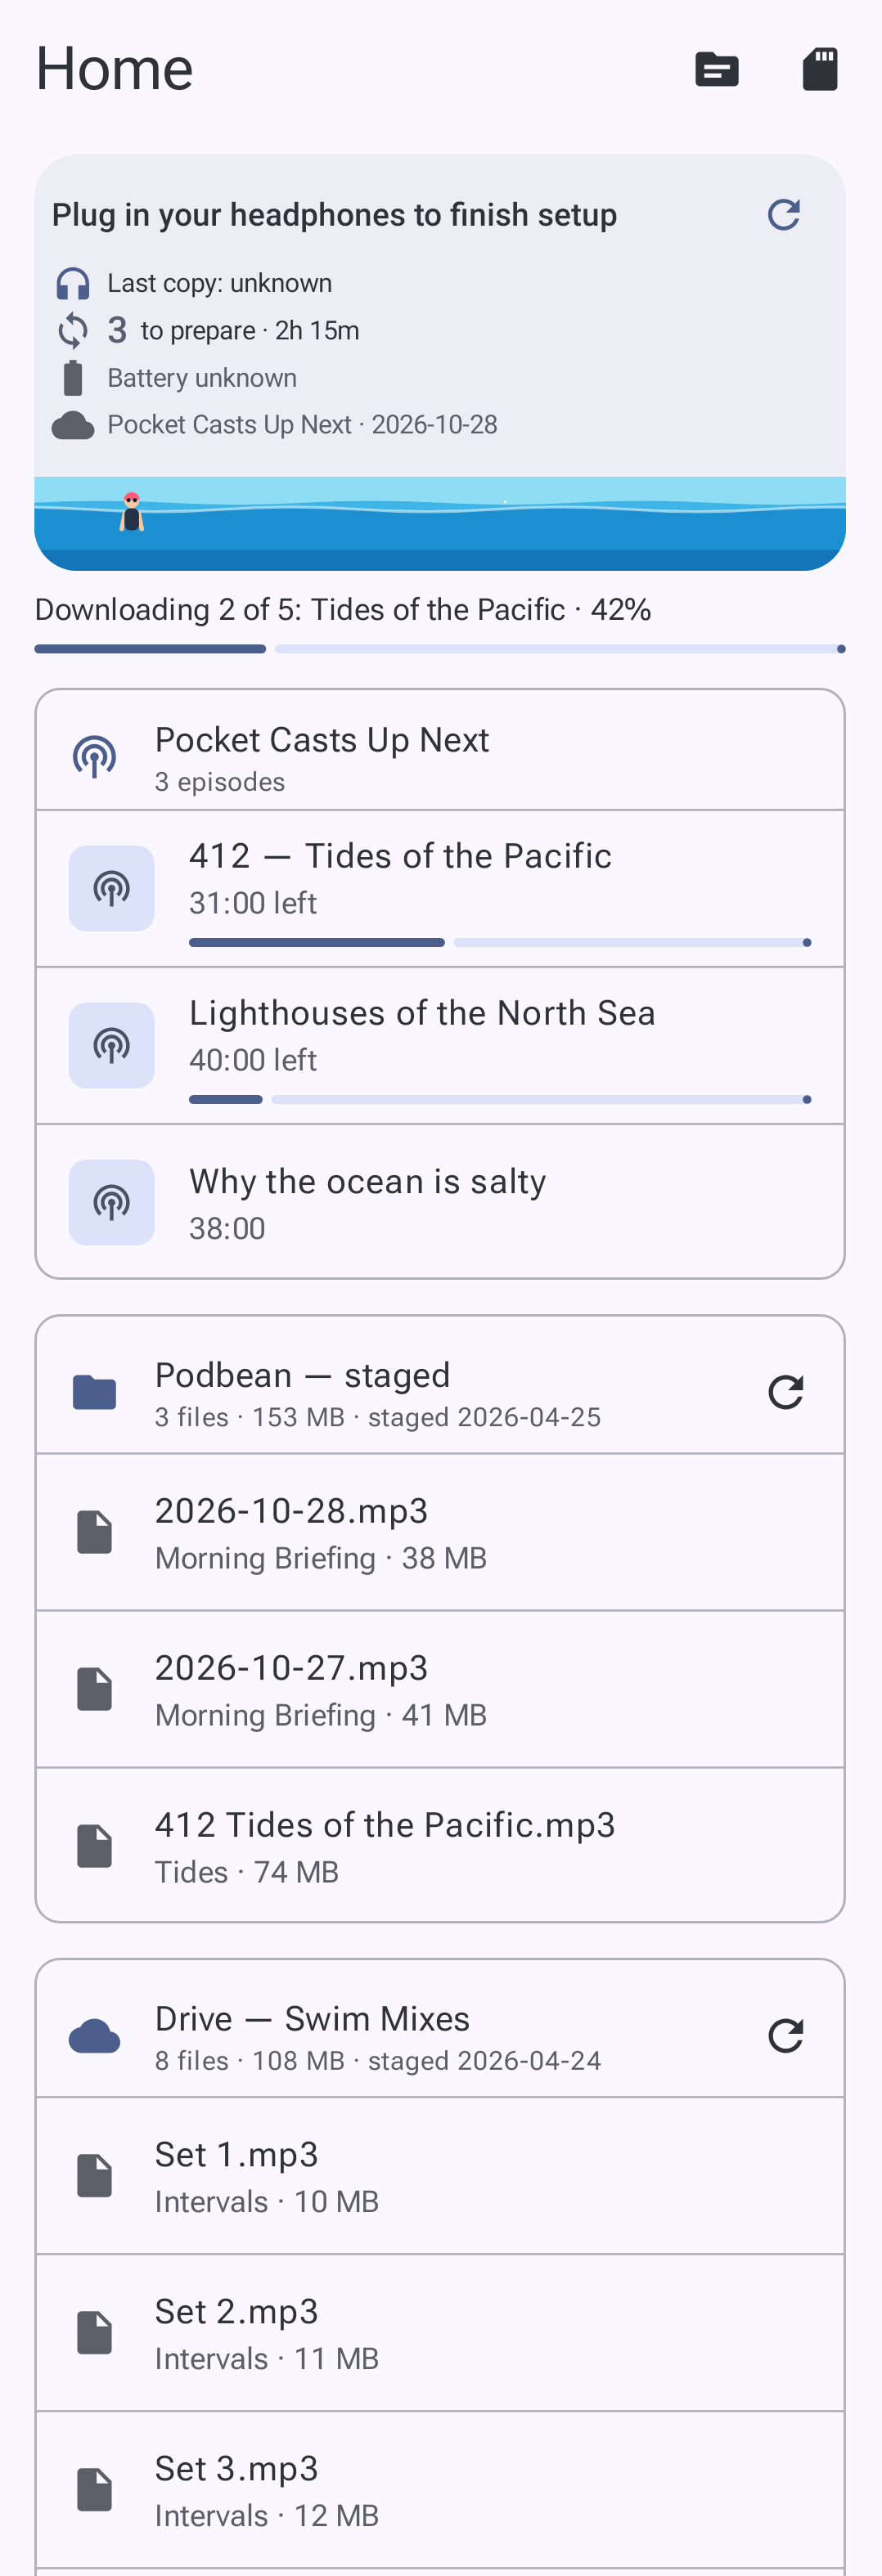 Home
Plug in your headphones to finish setup
Last copy: unknown
3 to prepare · 2h 15m
Battery unknown
Pocket Casts Up Next · 2026-10-28
Downloading 2 of 5: Tides of the Pacific · 42%
Pocket Casts Up Next
3 episodes
412 — Tides of the Pacific
31:00 left
Lighthouses of the North Sea
40:00 left
Why the ocean is salty
38:00
Podbean — staged
3 files · 153 MB · staged 2026-04-25
2026-10-28.mp3
Morning Briefing · 38 MB
2026-10-27.mp3
Morning Briefing · 41 MB
412 Tides of the Pacific.mp3
Tides · 74 MB
Drive — Swim Mixes
8 files · 108 MB · staged 2026-04-24
Set 1.mp3
Intervals · 10 MB
Set 2.mp3
Intervals · 11 MB
Set 3.mp3
Intervals · 12 MB